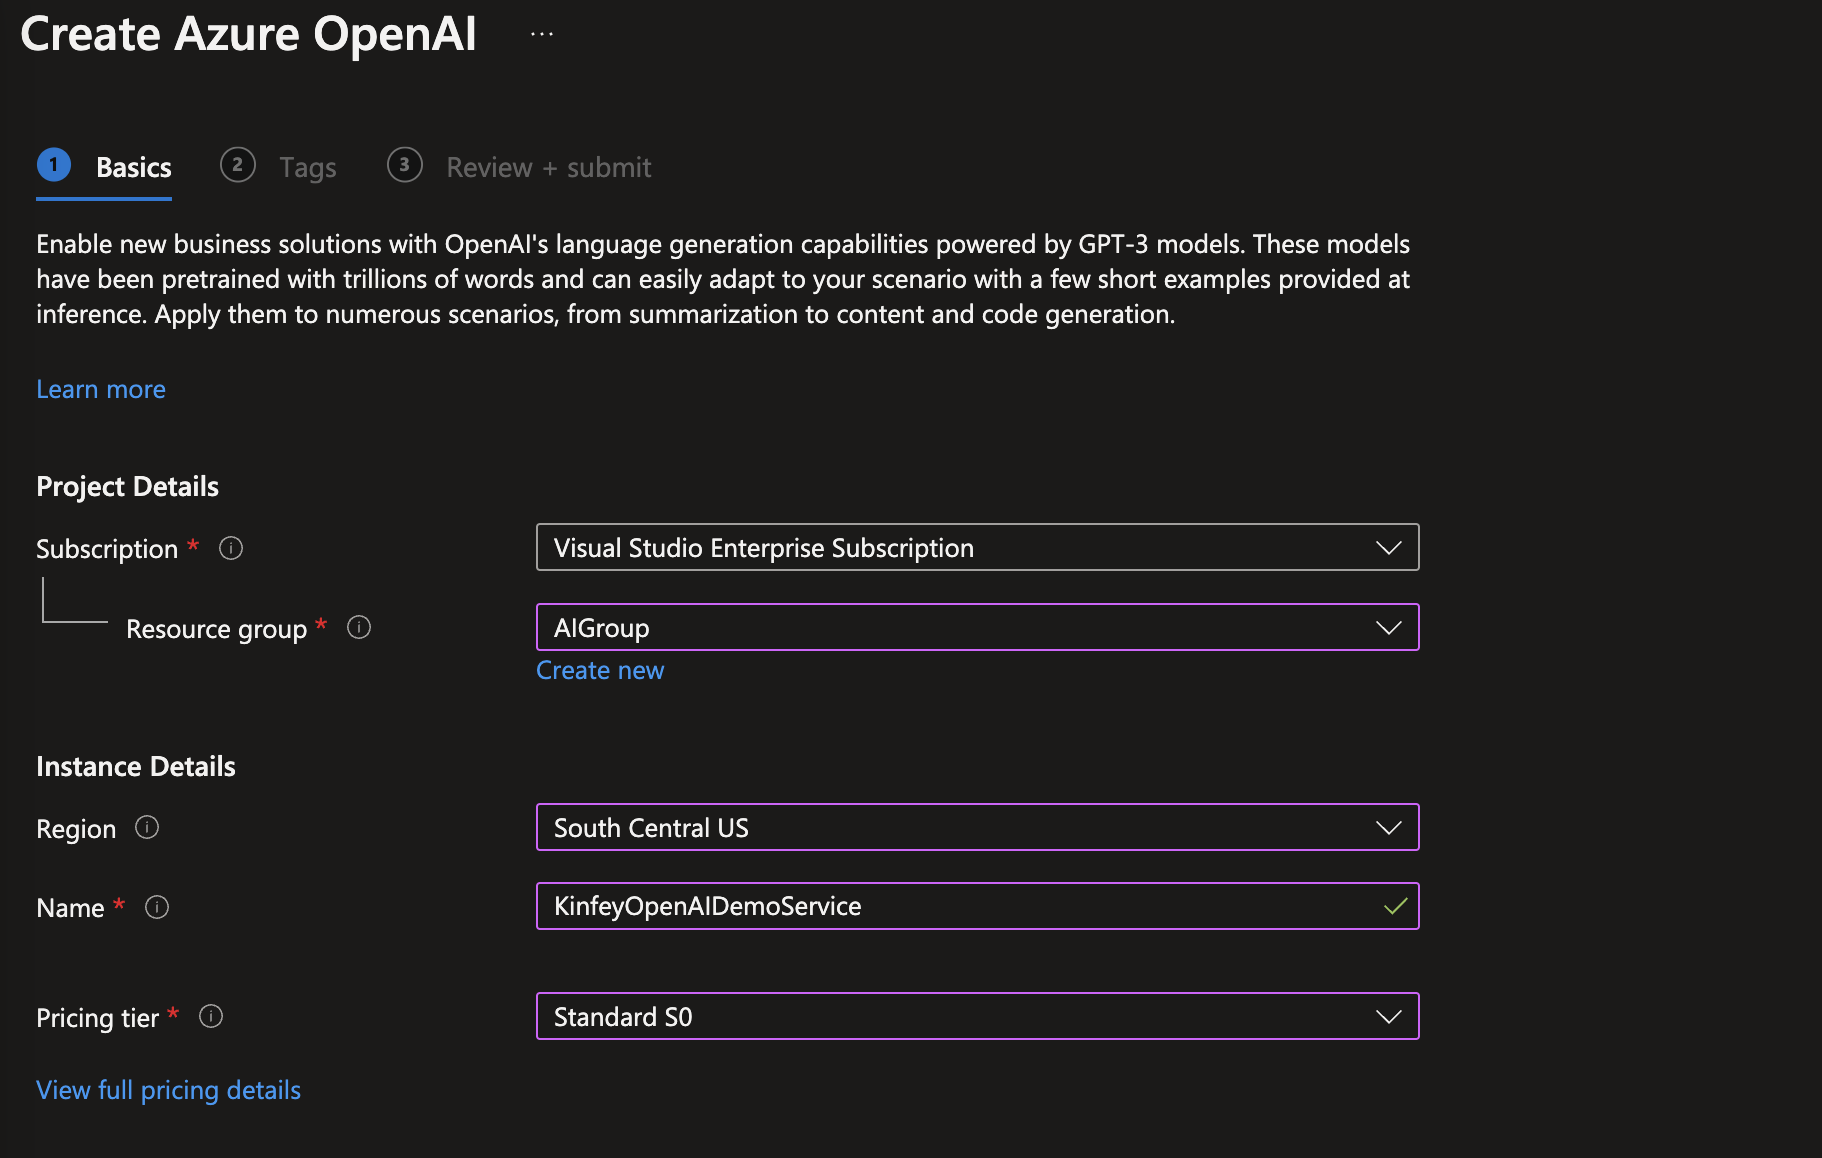 Create Azure OpenAI ...
1 Basics 2 Tags 3 Review + submit
Enable new business solutions with OpenAI's language generation capabilities powered by GPT-3 models. These models
have been pretrained with trillions of words and can easily adapt to your scenario with a few short examples provided at
inference. Apply them to numerous scenarios, from summarization to content and code generation.
Learn more
Project Details
Subscription * Visual Studio Enterprise Subscription
Resource group * AIGroup
Create new
Instance Details
Region South Central US
Name * KinfeyOpenAIDemoService
Pricing tier * Standard S0
View full pricing details